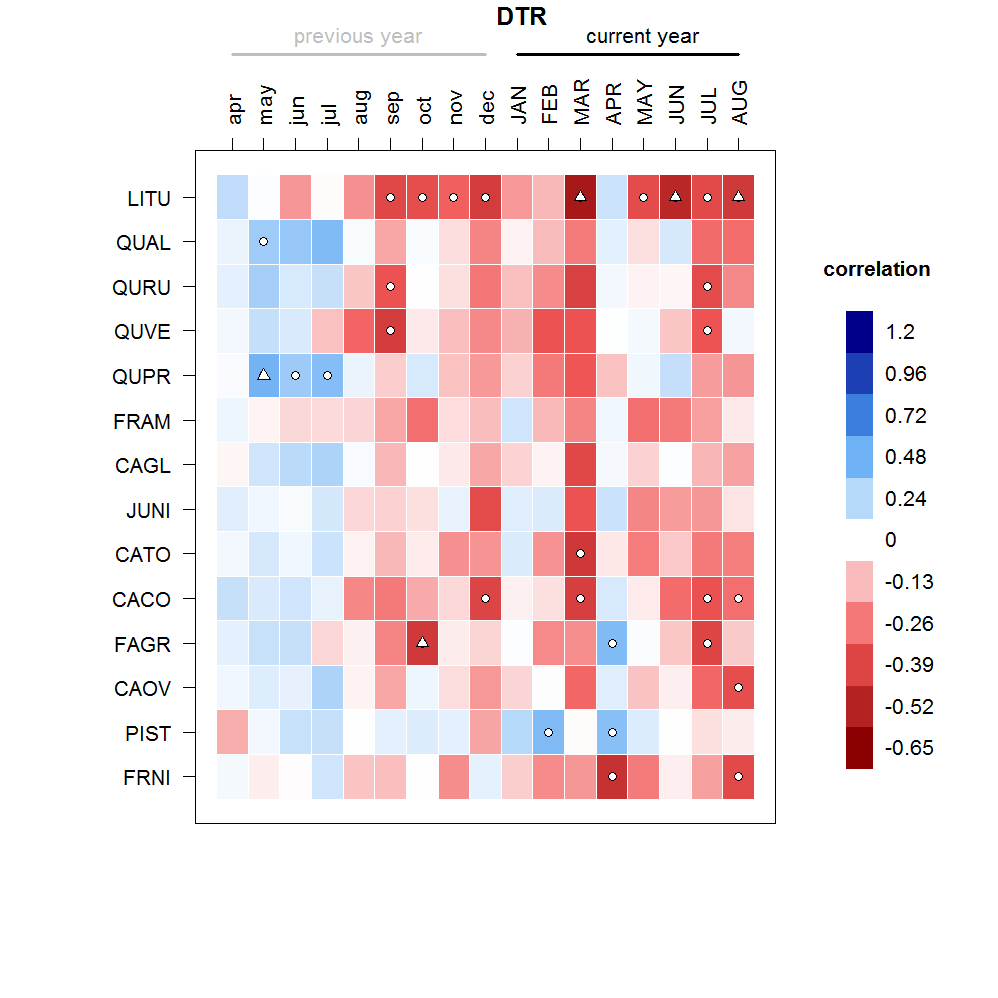 DTR
previous year
current year
apr
may
jun
jul
aug
sep
oct
nov
dec
JAN
FEB
MAR
APR
MAY
JUN
JUL
AUG
LITU
QUAL
QURU
QUVE
QUPR
FRAM
CAGL
JUNI
CATO
CACO
FAGR
CAOV
PIST
FRNI
correlation
1.2
0.96
0.72
0.48
0.24
0
-0.13
-0.26
-0.39
-0.52
-0.65